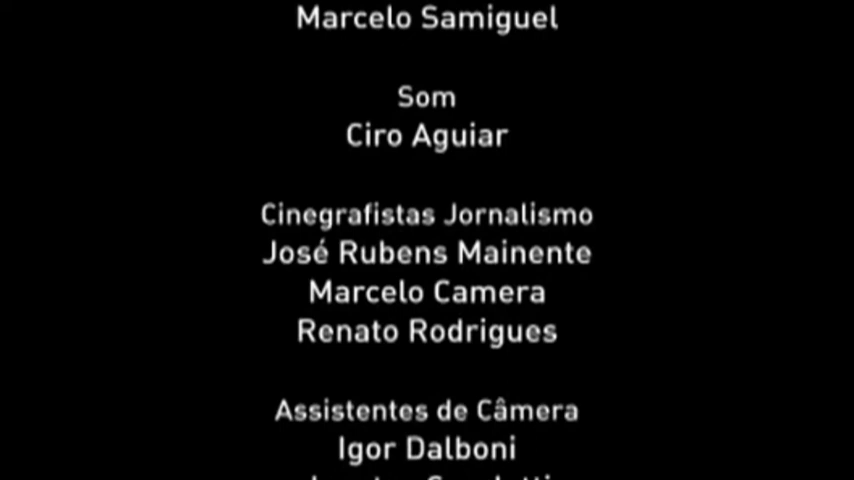 Marcelo Samiguel
Som
Ciro Aguiar
Cinegrafistas Jornalismo
José Rubens Mainente
Marcelo Camera
Renato Rodrigues
Assistentes de Câmera
Igor Dalboni